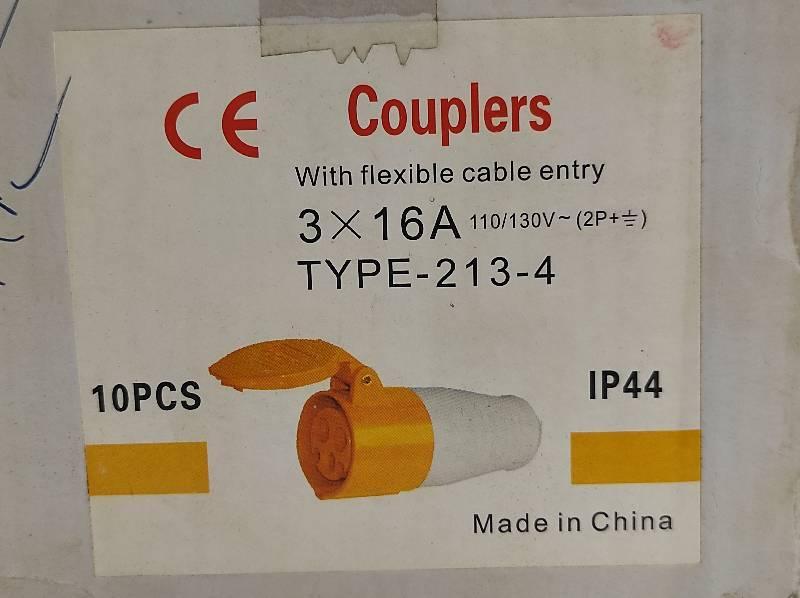 CE Couplers
With flexible cable entry
3×16A 110/130V~(2P+⏚)
TYPE-213-4
10PCS
IP44
Made in China